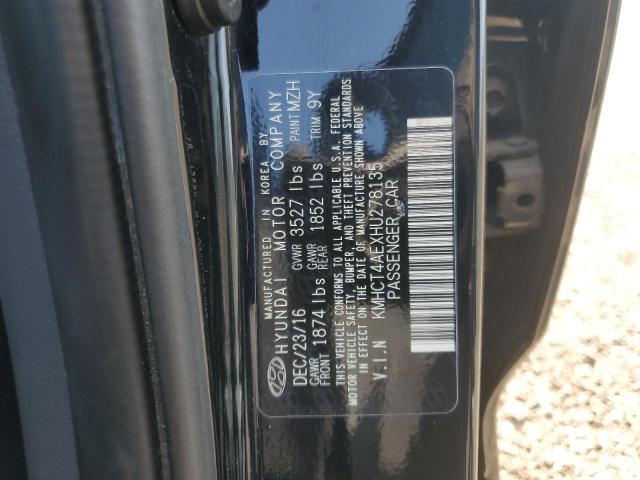 MANUFACTURED IN KOREA BY
HYUNDAI MOTOR COMPANY
DEC/23/16 GVWR 3527 lbs PAINT MZH
GAWR FRONT 1874 lbs GAWR REAR 1852 lbs TRIM 9Y
THIS VEHICLE CONFORMS TO ALL APPLICABLE U.S.A. FEDERAL
MOTOR VEHICLE SAFETY, BUMPER, AND THEFT PREVENTION STANDARDS
IN EFFECT ON THE DATE OF MANUFACTURE SHOWN ABOVE
V.I.N KMHCT4AEXHU278135
PASSENGER CAR